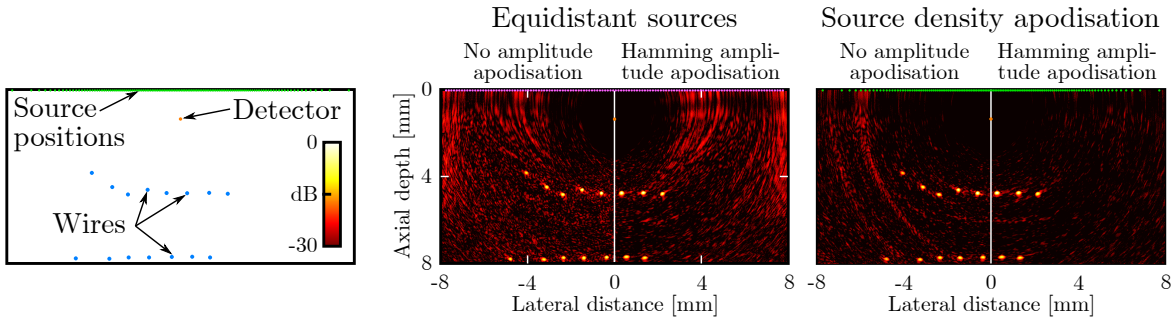 Source
positions
Detector
0
dB
-30
Wires
Equidistant sources
No amplitude
apodisation
Hamming ampl-
tude apodisation
Axial depth [mm]
0
4
8
-8
-4
0
4
8
Lateral distance [mm]
Source density apodisation
No amplitude
apodisation
Hamming ampli-
tude apodisation
-8
-4
0
4
8
Lateral distance [mm]